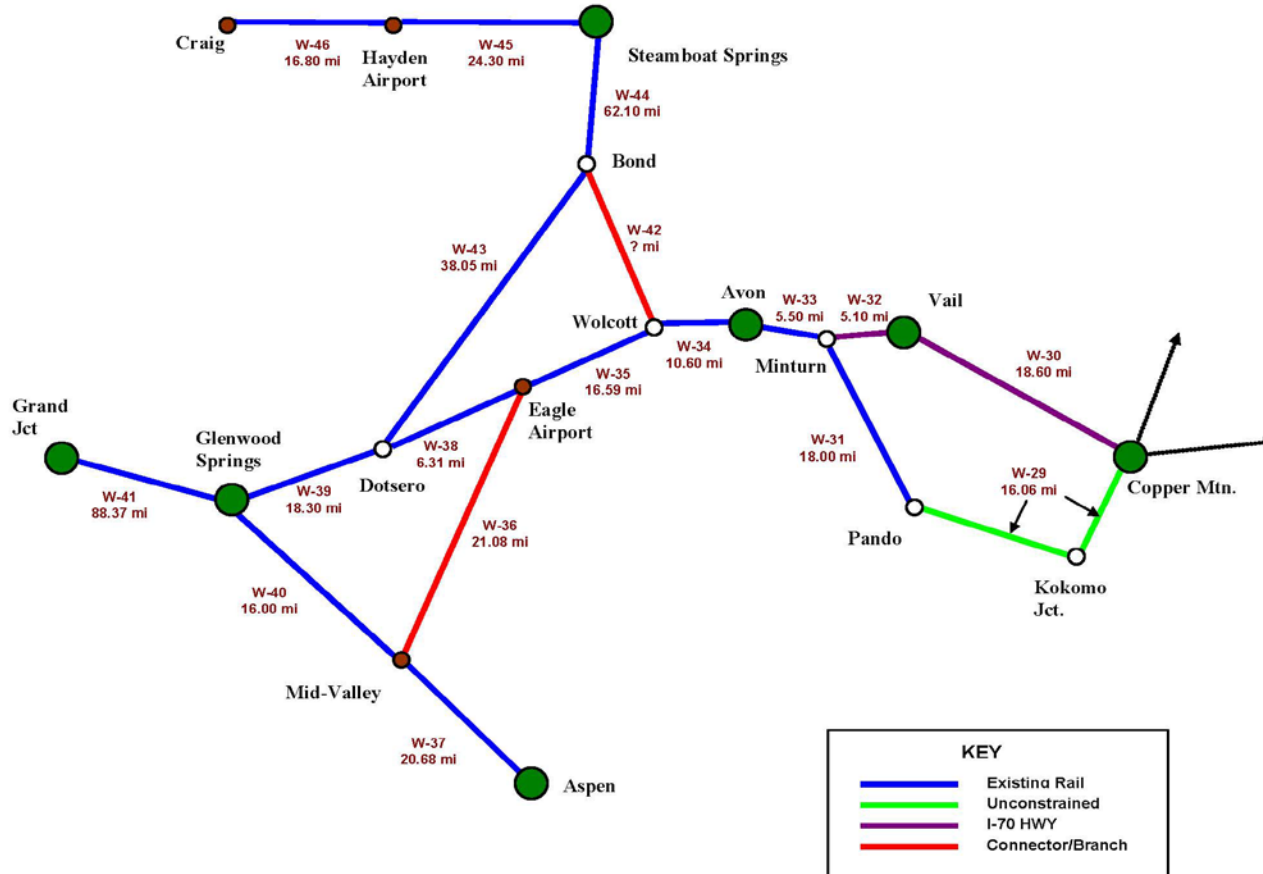 Craig
W-46
16.80 mi
Hayden
Airport
W-45
24.30 mi
Steamboat Springs
W-44
62.10 mi
Bond
W-43
38.05 mi
W-42
? mi
Wolcott
Avon
W-33
5.50 mi
W-32
5.10 mi
Vail
W-34
10.60 mi
Minturn
W-30
18.60 mi
W-35
16.59 mi
Eagle
Airport
Grand
Jct
Glenwood
Springs
W-38
6.31 mi
Dotsero
W-31
18.00 mi
W-29
16.06 mi
Copper Mtn.
W-41
88.37 mi
W-39
18.30 mi
W-36
21.08 mi
Pando
Kokomo
Jct.
W-40
16.00 mi
Mid-Valley
W-37
20.68 mi
Aspen
KEY
Existing Rail
Unconstrained
I-70 HWY
Connector/Branch